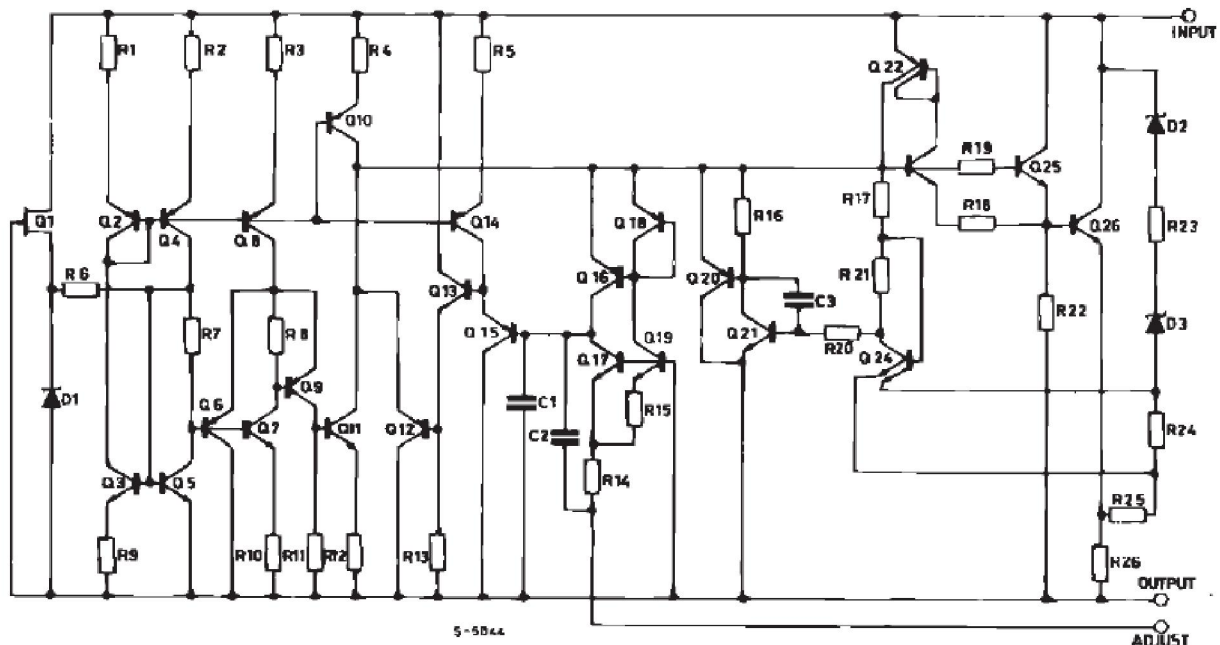 INPUT
R1 R2 R3 R4 R5
Q22
Q10
D2
R19
Q25
R17
R16
R18
Q1 Q2 Q4 Q8 Q14 Q18 Q26
R23
R6 Q13 Q16 Q20 R21
C3
R7 R8 Q15 Q19 Q21 R20 R22 D3
Q17 Q24
D1 Q6 Q9 C1 R15
Q7 Q11 Q12 C2 R24
Q3 Q5 R14
R25
R9 R10 R11 R12 R13 R26
OUTPUT
S-5844
ADJUST